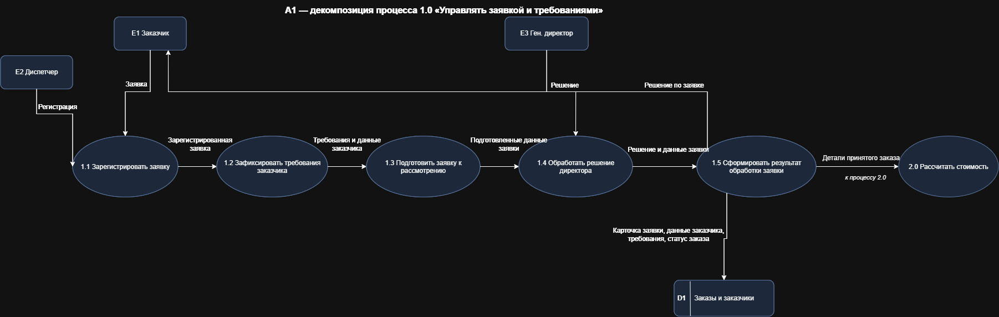 А1 — декомпозиция процесса 1.0 «Управлять заявкой и требованиями»
E1 Заказчик
E3 Ген. директор
E2 Диспетчер
Заявка
Решение
Решение по заявке
Регистрация
Зарегистрированная
заявка
Требования и данные
заказчика
Подготовленные данные
заявки
Решение и данные заявки
Детали принятого заказа
1.1 Зарегистрировать заявку
1.2 Зафиксировать требования
заказчика
1.3 Подготовить заявку к
рассмотрению
1.4 Обработать решение
директора
1.5 Сформировать результат
обработки заявки
2.0 Рассчитать стоимость
к процессу 2.0
Карточка заявки, данные заказчика,
требования, статус заказа
D1
Заказы и заказчики